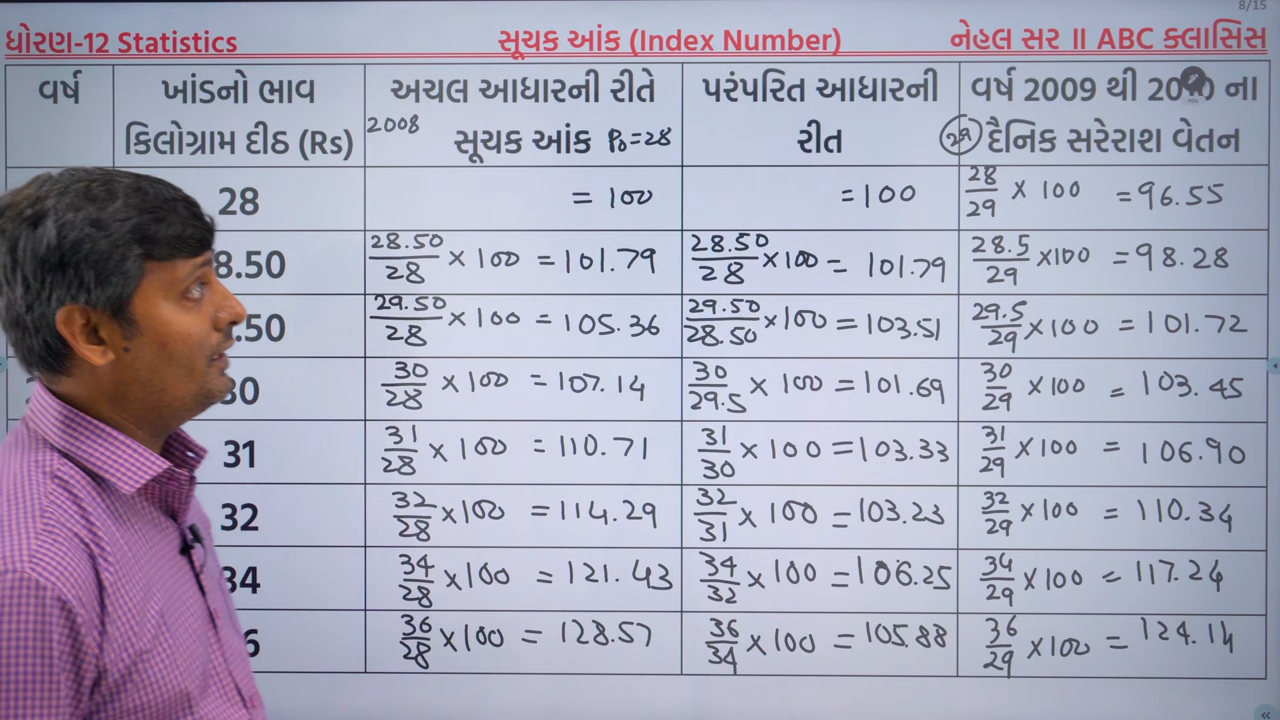 8/15
ધોરણ-12 Statistics સૂચક આંક (Index Number) નેહલ સર ॥ ABC ક્લાસિસ
વર્ષ ખાંડનો ભાવ અચલ આધારની રીતે પરંપરિત આધારની વર્ષ 2009 થી ના
કિલોગ્રામ દીઠ (Rs) 2008 સૂચક આંક P₀=28 રીત 29 દૈનિક સરેરાશ વેતન
28 = 100 = 100 28/29 × 100 = 96.55
8.50 28.50/28 × 100 = 101.79 28.50/28 × 100 = 101.79 28.5/29 × 100 = 98.28
.50 29.50/28 × 100 = 105.36 29.50/28.50 × 100 = 103.51 29.5/29 × 100 = 101.72
30 30/28 × 100 = 107.14 30/29.5 × 100 = 101.69 30/29 × 100 = 103.45
31 31/28 × 100 = 110.71 31/30 × 100 = 103.33 31/29 × 100 = 106.90
32 32/28 × 100 = 114.29 32/31 × 100 = 103.23 32/29 × 100 = 110.34
34 34/28 × 100 = 121.43 34/32 × 100 = 106.25 34/29 × 100 = 117.24
6 36/28 × 100 = 128.57 36/34 × 100 = 105.88 36/29 × 100 = 124.14